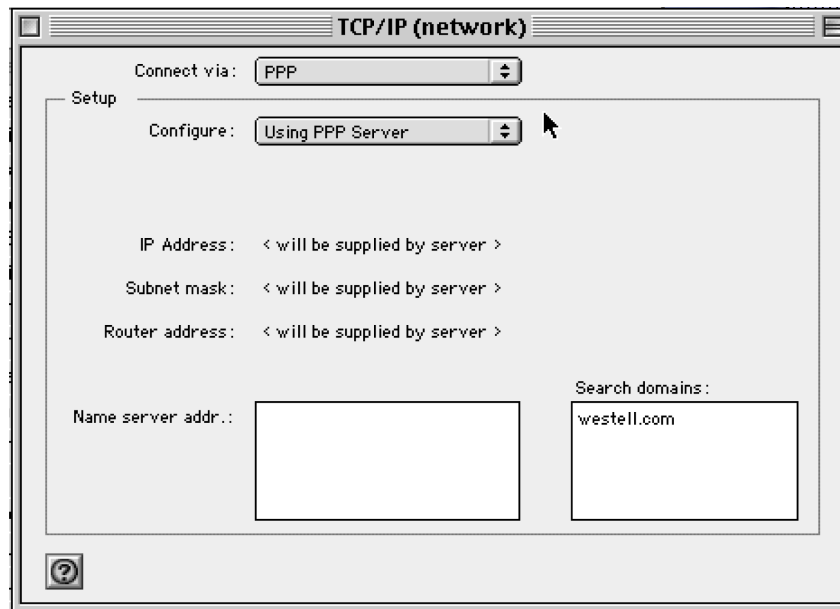 TCP/IP (network)
Connect via: PPP
Setup
Configure: Using PPP Server
IP Address: < will be supplied by server >
Subnet mask: < will be supplied by server >
Router address: < will be supplied by server >
Search domains:
Name server addr.: westell.com
?